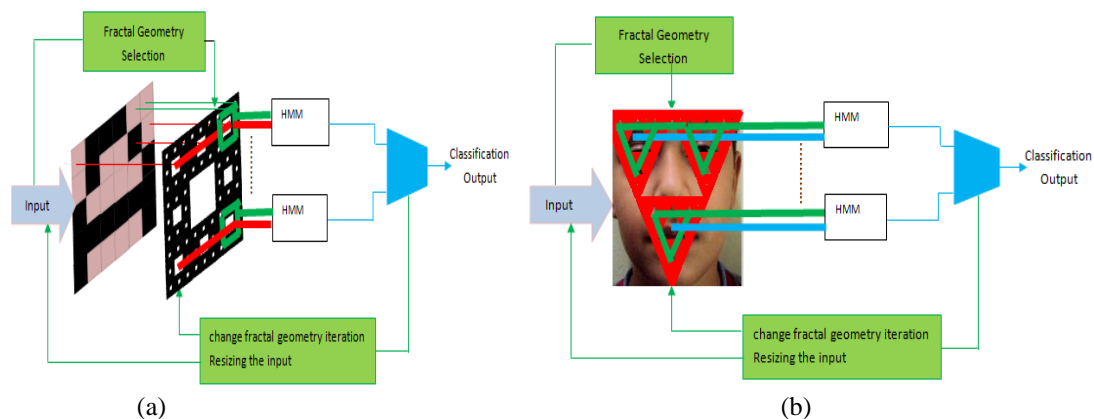 Fractal Geometry
Selection
HMM
Input
HMM
Classification
Output
change fractal geometry iteration
Resizing the input
(a)
Fractal Geometry
Selection
HMM
Input
HMM
Classification
Output
change fractal geometry iteration
Resizing the input
(b)